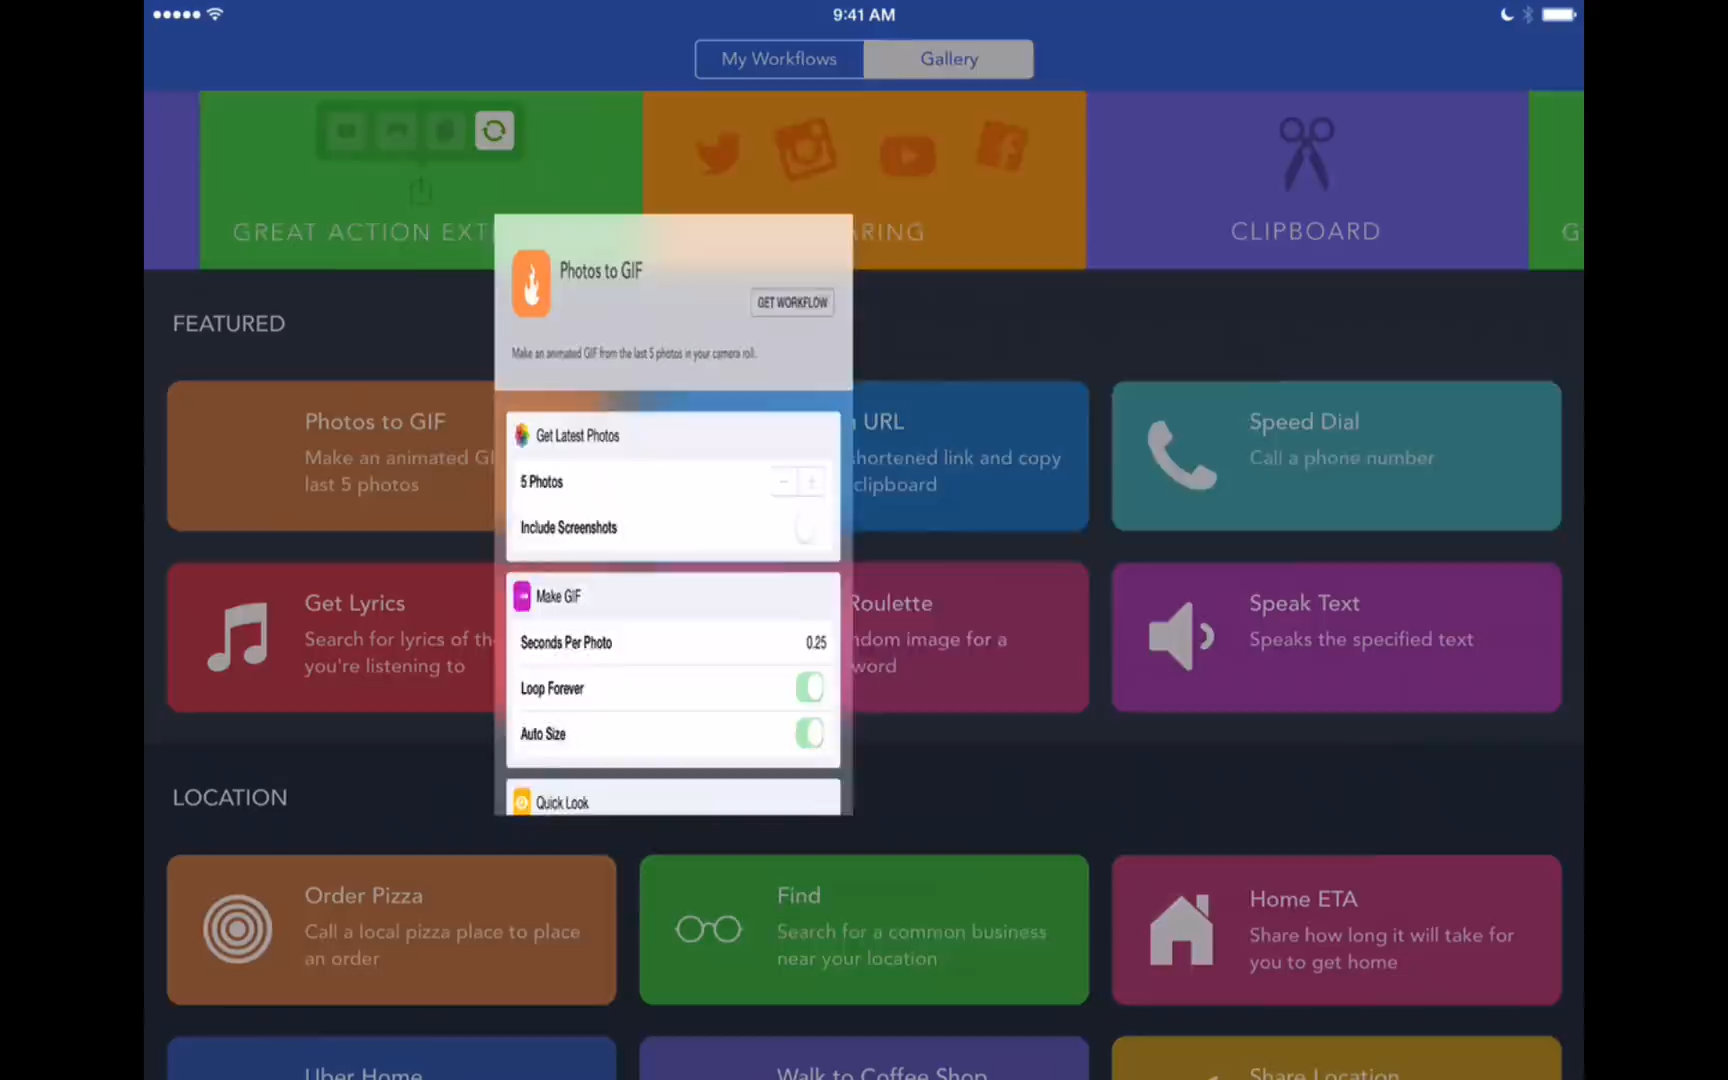 9:41 AM
My Workflows
Gallery
GREAT ACTION EXT
ARING
CLIPBOARD
G
Photos to GIF
GET WORKFLOW
Make an animated GIF from the last 5 photos in your camera roll.
FEATURED
Photos to GIF
Make an animated GI
last 5 photos
URL
shortened link and copy
clipboard
Speed Dial
Call a phone number
Get Latest Photos
5 Photos
- +
Include Screenshots
Get Lyrics
Search for lyrics of the
you're listening to
Roulette
ndom image for a
word
Speak Text
Speaks the specified text
Make GIF
Seconds Per Photo 0.25
Loop Forever
Auto Size
Quick Look
LOCATION
Order Pizza
Call a local pizza place to place
an order
Find
Search for a common business
near your location
Home ETA
Share how long it will take for
you to get home
Uber Home
Walk to Coffee Shop
Share Location